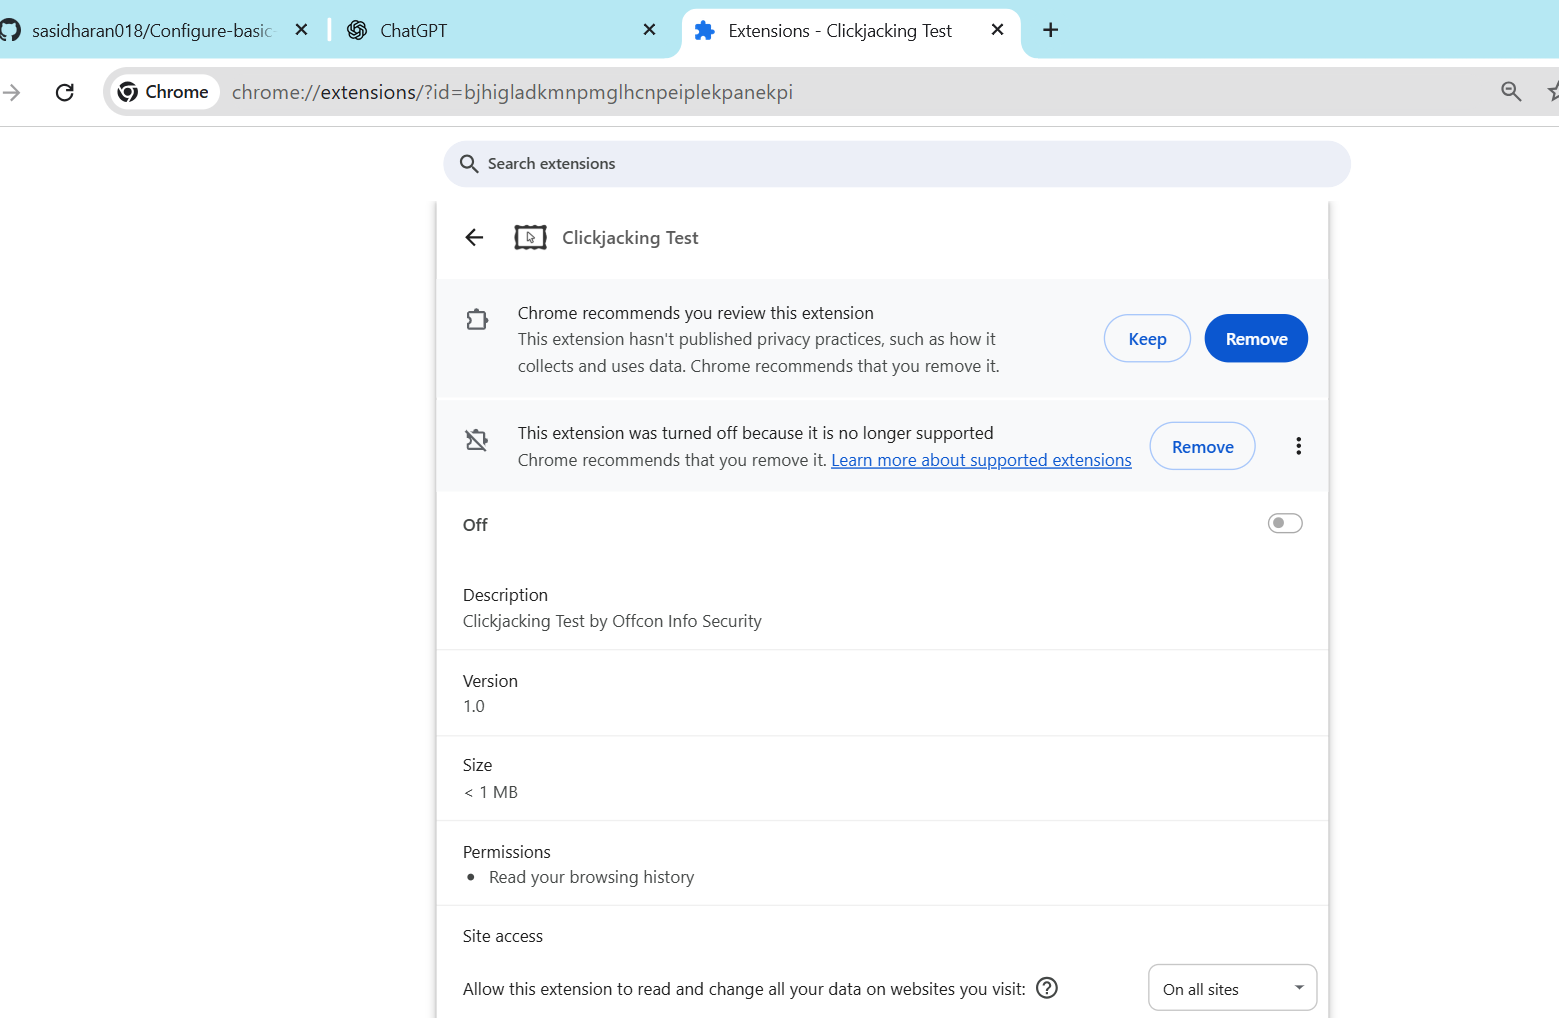 sasidharan018/Configure-basic-
ChatGPT
Extensions - Clickjacking Test
Chrome
chrome://extensions/?id=bjhigladkmnpmglhcnpeiplekpanekpi
Search extensions
Clickjacking Test
Chrome recommends you review this extension
This extension hasn't published privacy practices, such as how it
collects and uses data. Chrome recommends that you remove it.
Keep
Remove
This extension was turned off because it is no longer supported
Chrome recommends that you remove it. Learn more about supported extensions
Remove
Off
Description
Clickjacking Test by Offcon Info Security
Version
1.0
Size
< 1 MB
Permissions
• Read your browsing history
Site access
Allow this extension to read and change all your data on websites you visit:
On all sites